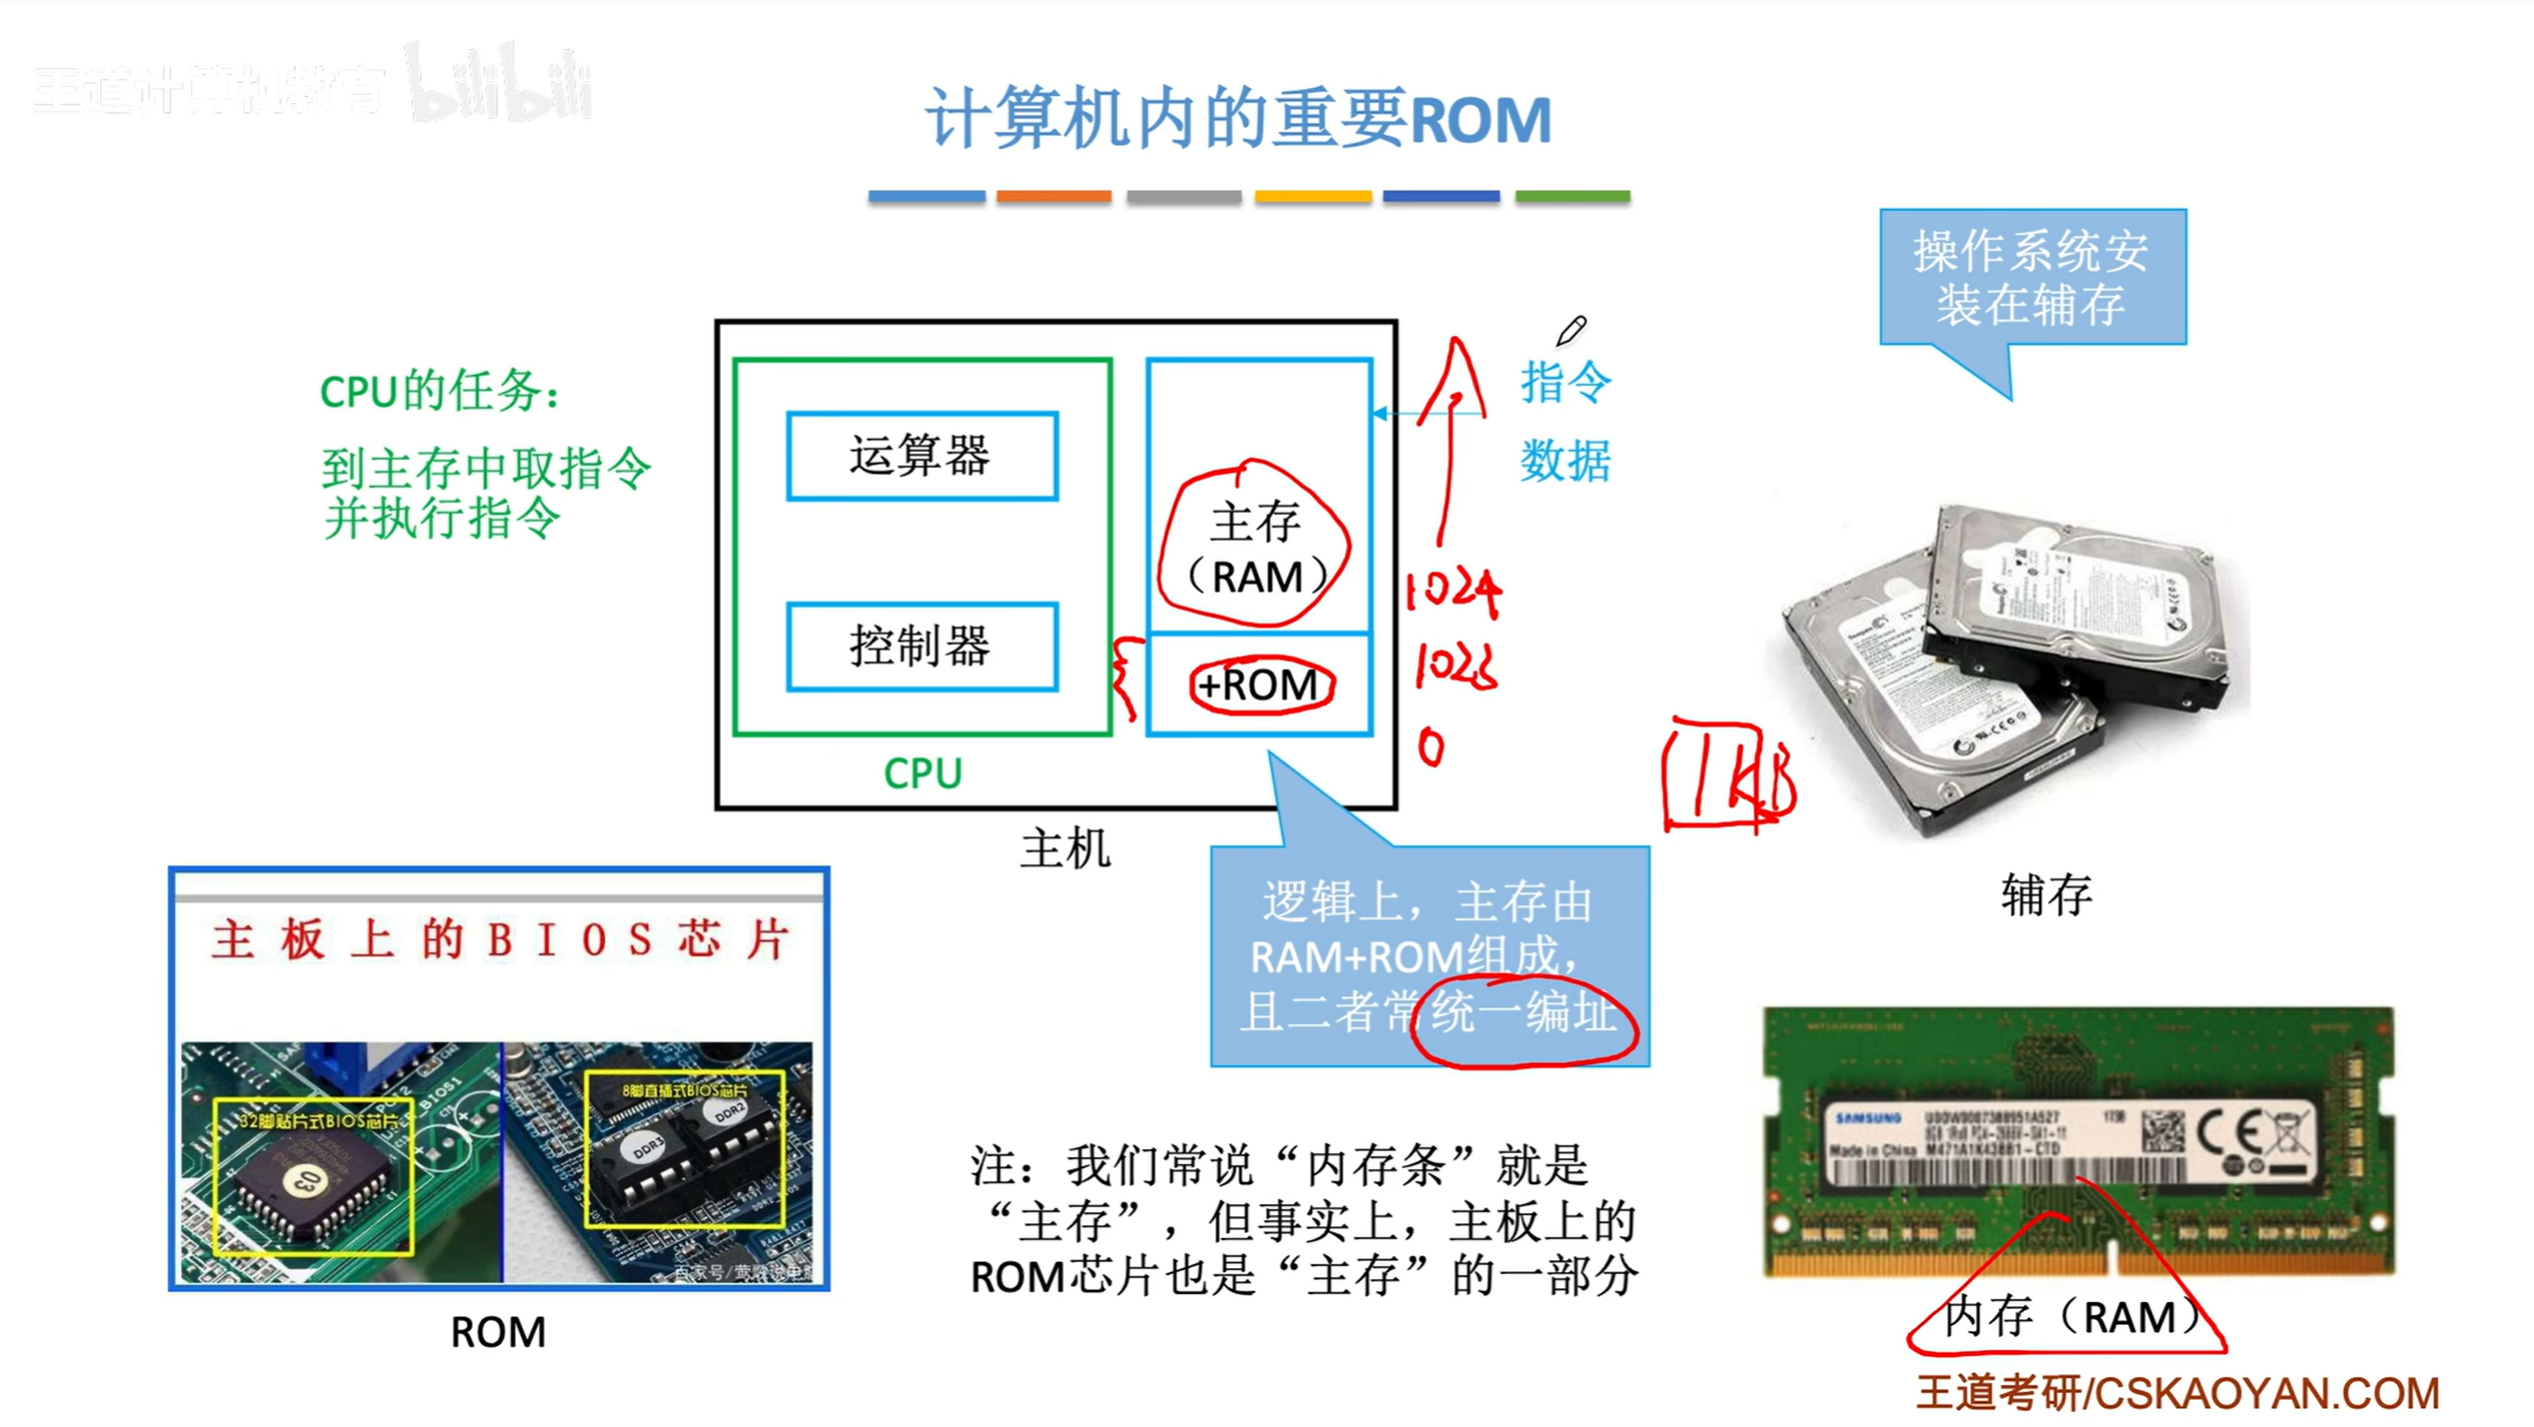 王道计算机教育 bilibili
计算机内的重要ROM
操作系统安
装在辅存
CPU的任务：
到主存中取指令
并执行指令
运算器
控制器
CPU
主存
（RAM）
+ROM
主机
指令
数据
1024
1023
0
1KB
辅存
逻辑上，主存由
RAM+ROM组成，
且二者常统一编址
主板上的BIOS芯片
32脚贴片式BIOS芯片
8脚直插式BIOS芯片
DDR3
DDR2
03
BIOS1
ROM
注：我们常说“内存条”就是
“主存”，但事实上，主板上的
ROM芯片也是“主存”的一部分
SAMSUNG
Made in China
内存（RAM）
王道考研/CSKAOYAN.COM